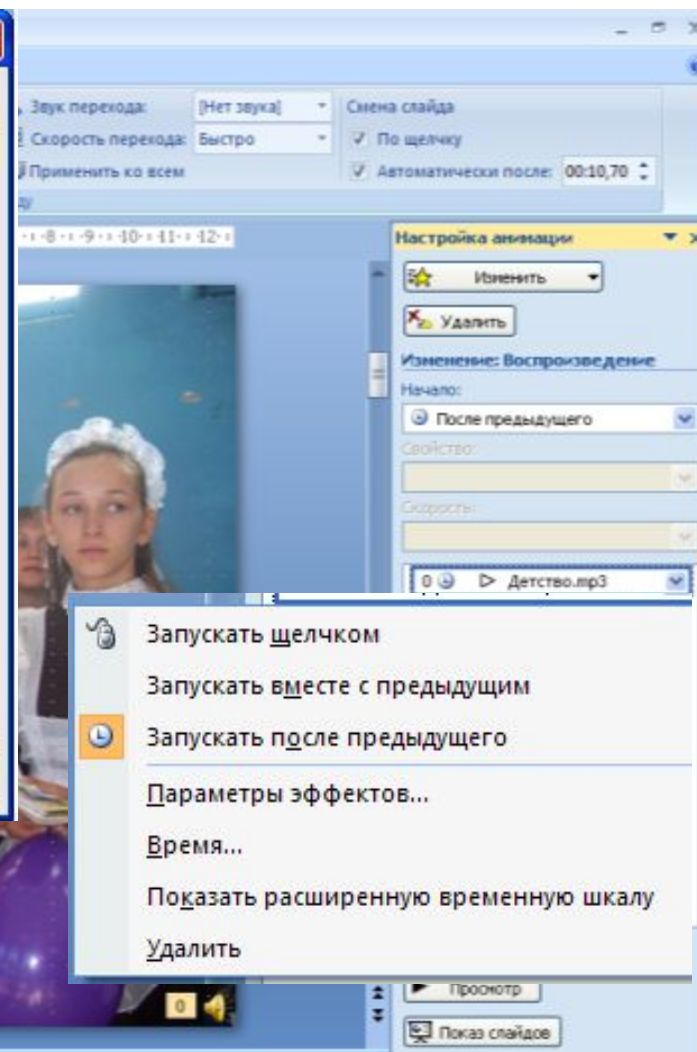 Звук перехода: [Нет звука] Смена слайда
Скорость перехода: Быстро По щелчку
Применить ко всем Автоматически после: 00:10,70
8 9 10 11 12
Настройка анимации
Изменить
Удалить
Изменение: Воспроизведение
Начало:
После предыдущего
Свойство:
Скорость:
0 Детство.mp3
Запускать щелчком
Запускать вместе с предыдущим
Запускать после предыдущего
Параметры эффектов...
Время...
Показать расширенную временную шкалу
Удалить
0
Просмотр
Показ слайдов